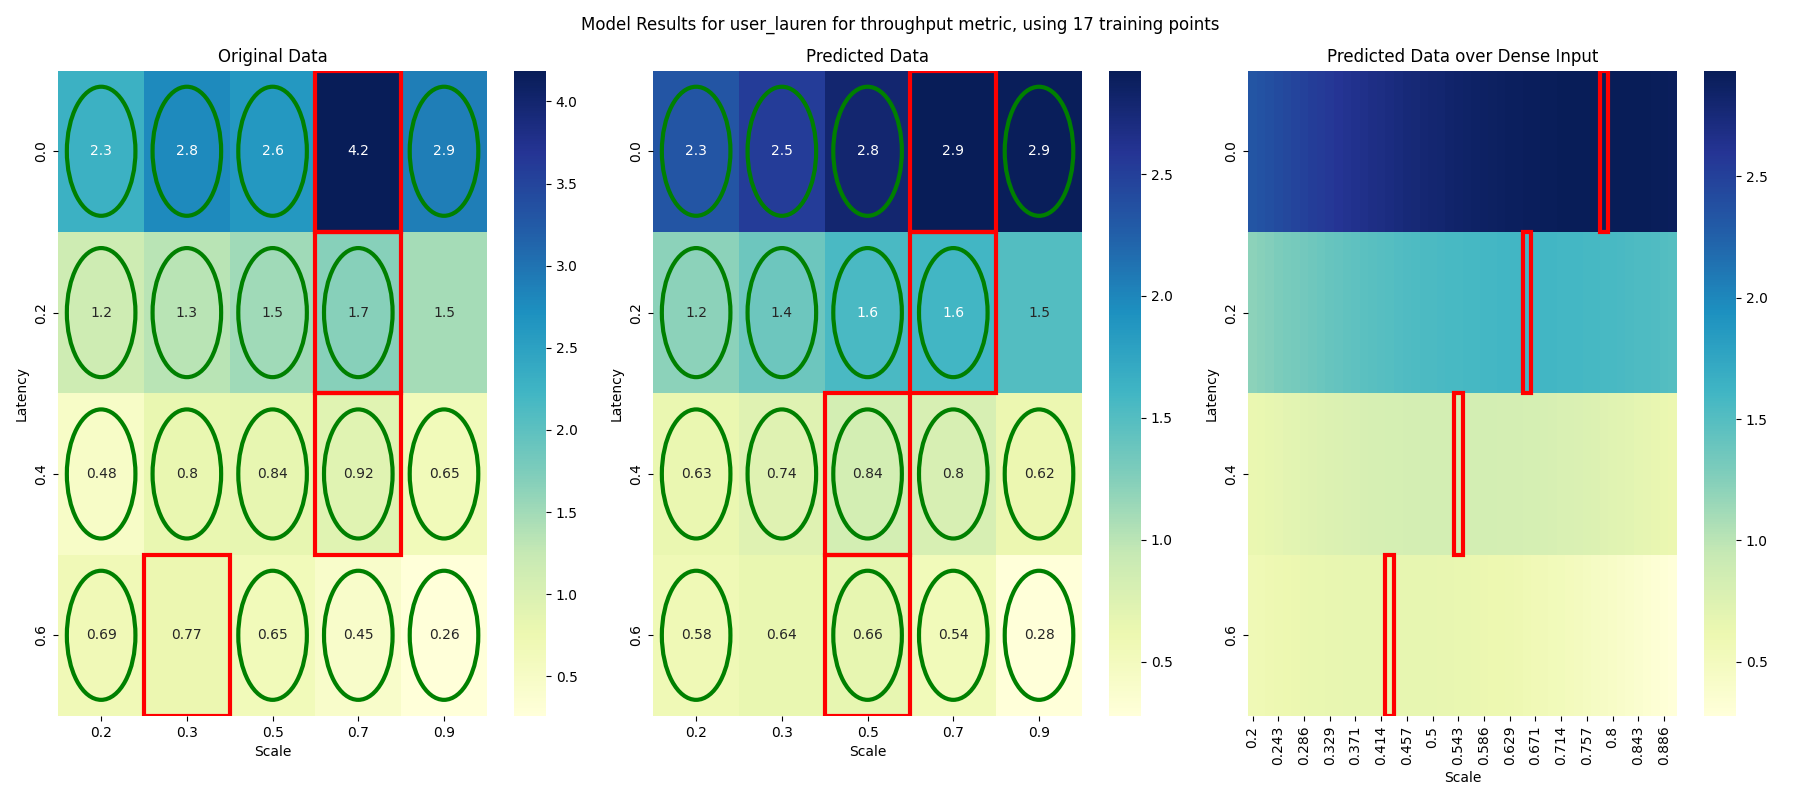 Model Results for user_lauren for throughput metric, using 17 training points
Original Data
Latency
0.0
0.2
0.4
0.6
2.3 2.8 2.6 4.2 2.9
1.2 1.3 1.5 1.7 1.5
0.48 0.8 0.84 0.92 0.65
0.69 0.77 0.65 0.45 0.26
0.2 0.3 0.5 0.7 0.9
Scale
4.0
3.5
3.0
2.5
2.0
1.5
1.0
0.5
Predicted Data
Latency
0.0
0.2
0.4
0.6
2.3 2.5 2.8 2.9 2.9
1.2 1.4 1.6 1.6 1.5
0.63 0.74 0.84 0.8 0.62
0.58 0.64 0.66 0.54 0.28
0.2 0.3 0.5 0.7 0.9
Scale
2.5
2.0
1.5
1.0
0.5
Predicted Data over Dense Input
Latency
0.0
0.2
0.4
0.6
0.2 0.243 0.286 0.329 0.371 0.414 0.457 0.5 0.543 0.586 0.629 0.671 0.714 0.757 0.8 0.843 0.886
Scale
2.5
2.0
1.5
1.0
0.5